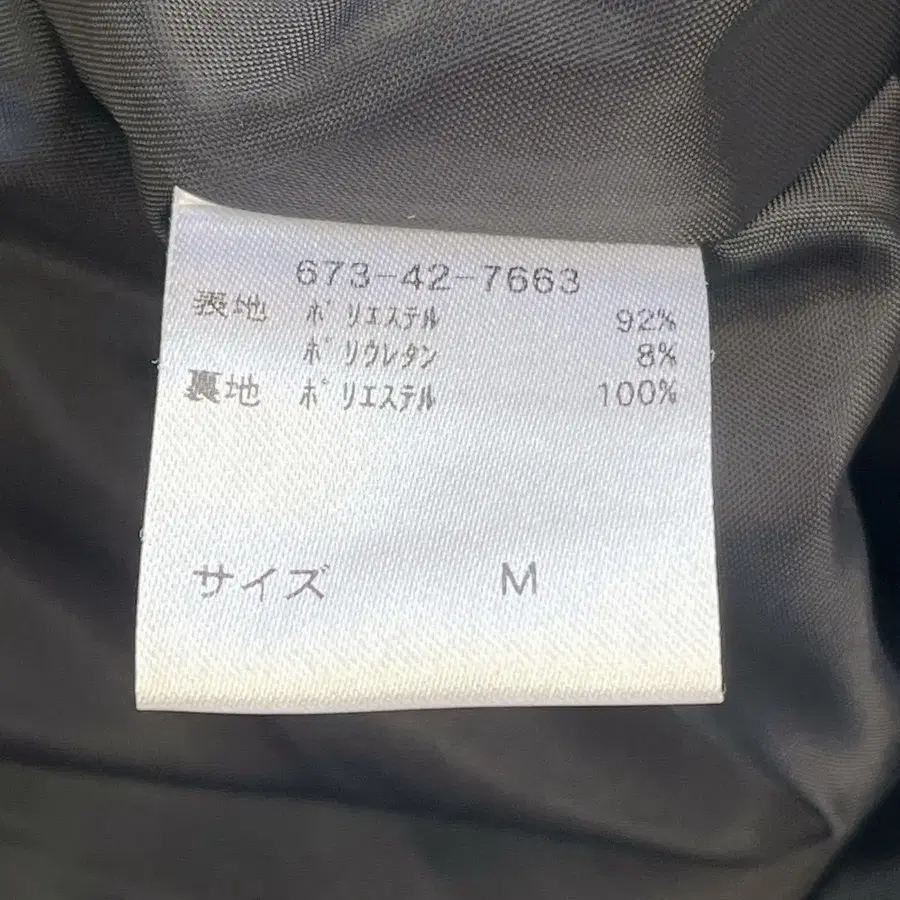 673-42-7663
表地 ポリエステル 92%
ポリウレタン 8%
裏地 ポリエステル 100%
サイズ M